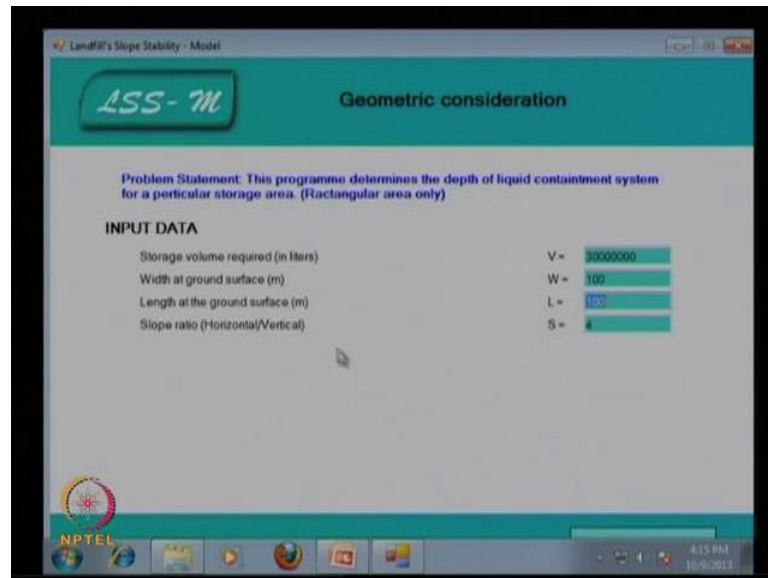 Landfill's Slope Stability - Model
LSS-M
Geometric consideration
Problem Statement: This programme determines the depth of liquid containtment system
for a perticular storage area. (Ractangular area only)
INPUT DATA
Storage volume required (in liters) V = 30000000
Width at ground surface (m) W = 100
Length at the ground surface (m) L = 100
Slope ratio (Horizontal/Vertical) S = 4
NPTEL
4:15 PM
10/9/2013